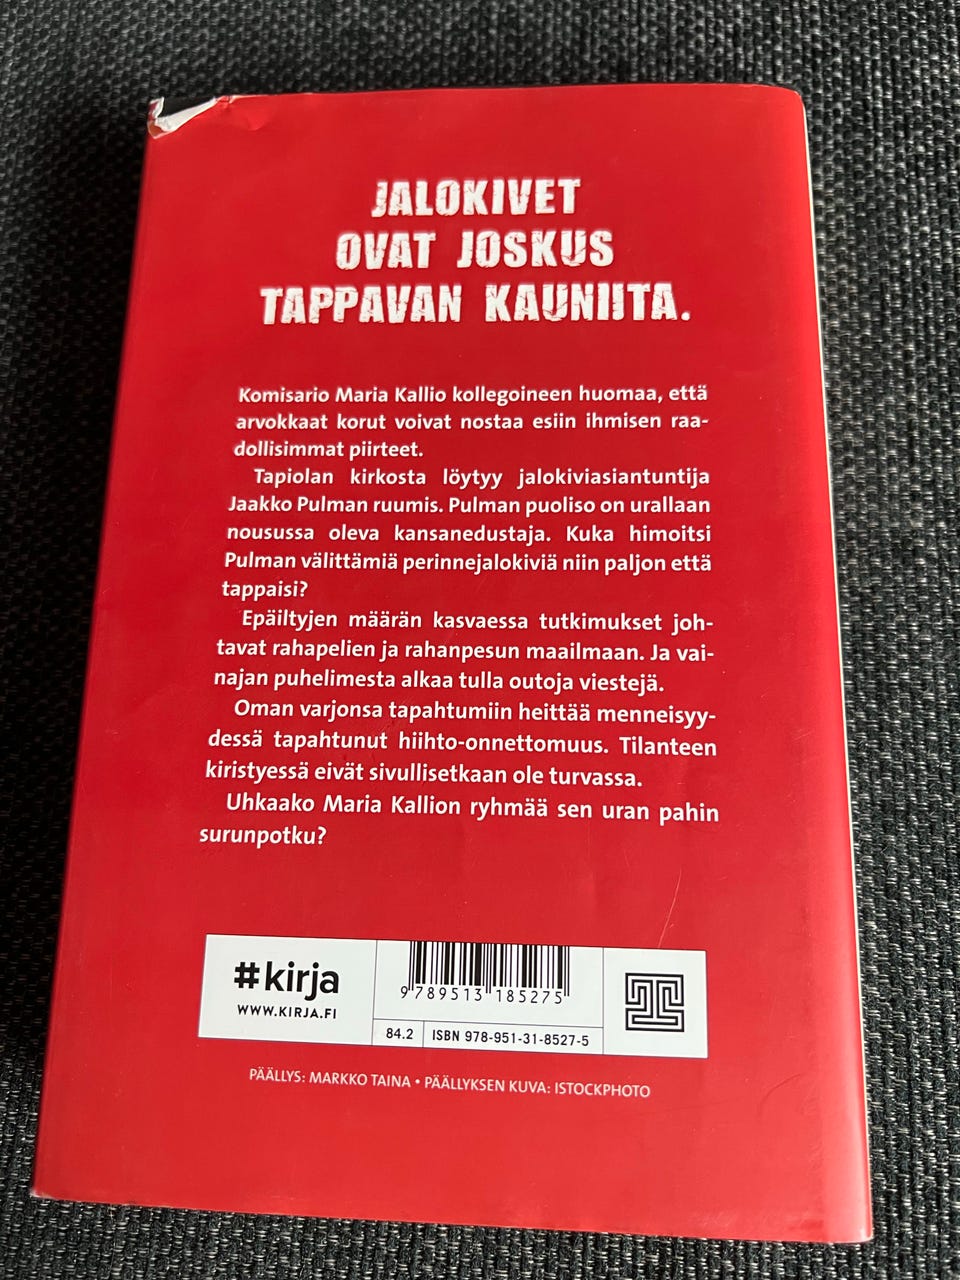 JALOKIVET
OVAT JOSKUS
TAPPAVAN KAUNIITA.
Komisario Maria Kallio kollegoineen huomaa, että
arvokkaat korut voivat nostaa esiin ihmisen raa-
dollisimmat piirteet.
Tapiolan kirkosta löytyy jalokiviasiantuntija
Jaakko Pulman ruumis. Pulman puoliso on urallaan
nousussa oleva kansanedustaja. Kuka himoitsi
Pulman välittämiä perinnejalokiviä niin paljon että
tappaisi?
Epäiltyjen määrän kasvaessa tutkimukset joh-
tavat rahapelien ja rahanpesun maailmaan. Ja vai-
najan puhelimesta alkaa tulla outoja viestejä.
Oman varjonsa tapahtumiin heittää menneisyy-
dessä tapahtunut hiihto-onnettomuus. Tilanteen
kiristyessä eivät sivullisetkaan ole turvassa.
Uhkaako Maria Kallion ryhmää sen uran pahin
surunpotku?
#kirja
WWW.KIRJA.FI
9 789513 185275
84.2
ISBN 978-951-31-8527-5
PÄÄLLYS: MARKKO TAINA • PÄÄLLYKSEN KUVA: ISTOCKPHOTO